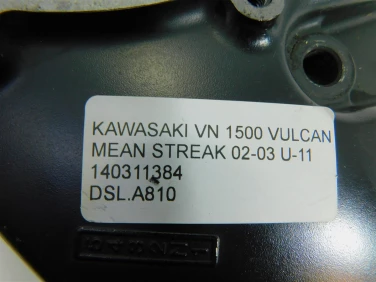 KAWASAKI VN 1500 VULCAN
MEAN STREAK 02-03 U-11
140311384
DSL.A810